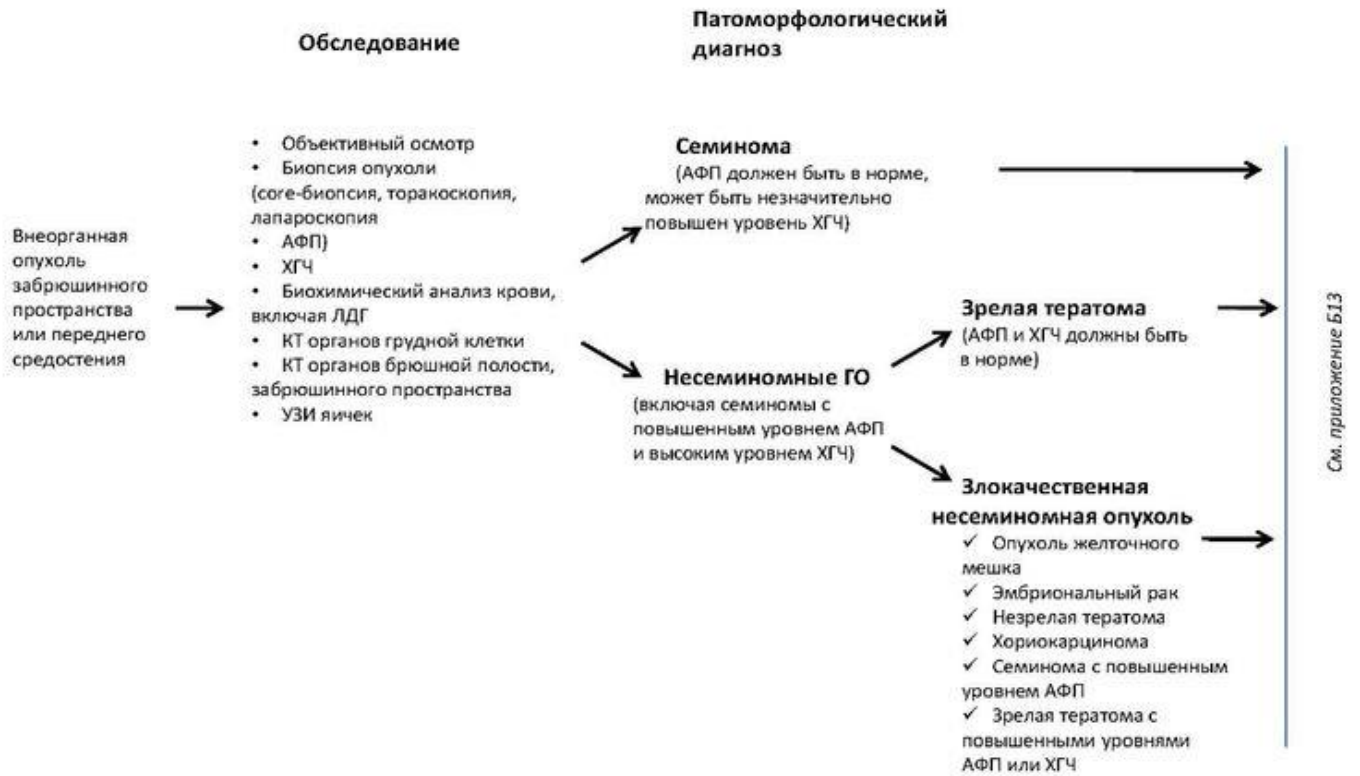 Обследование
Патоморфологический
диагноз
Внеорганная
опухоль
забрюшинного
пространства
или переднего
средостения
• Объективный осмотр
• Биопсия опухоли
(core-биопсия, торакоскопия,
лапароскопия
• АФП)
• ХГЧ
• Биохимический анализ крови,
включая ЛДГ
• КТ органов грудной клетки
• КТ органов брюшной полости,
забрюшинного пространства
• УЗИ яичек
Семинома
(АФП должен быть в норме,
может быть незначительно
повышен уровень ХГЧ)
Несеминомные ГО
(включая семиномы с
повышенным уровнем АФП
и высоким уровнем ХГЧ)
Зрелая тератома
(АФП и ХГЧ должны быть
в норме)
Злокачественная
несеминомная опухоль
✓ Опухоль желточного
мешка
✓ Эмбриональный рак
✓ Незрелая тератома
✓ Хориокарцинома
✓ Семинома с повышенным
уровнем АФП
✓ Зрелая тератома с
повышенными уровнями
АФП или ХГЧ
См. приложение Б13